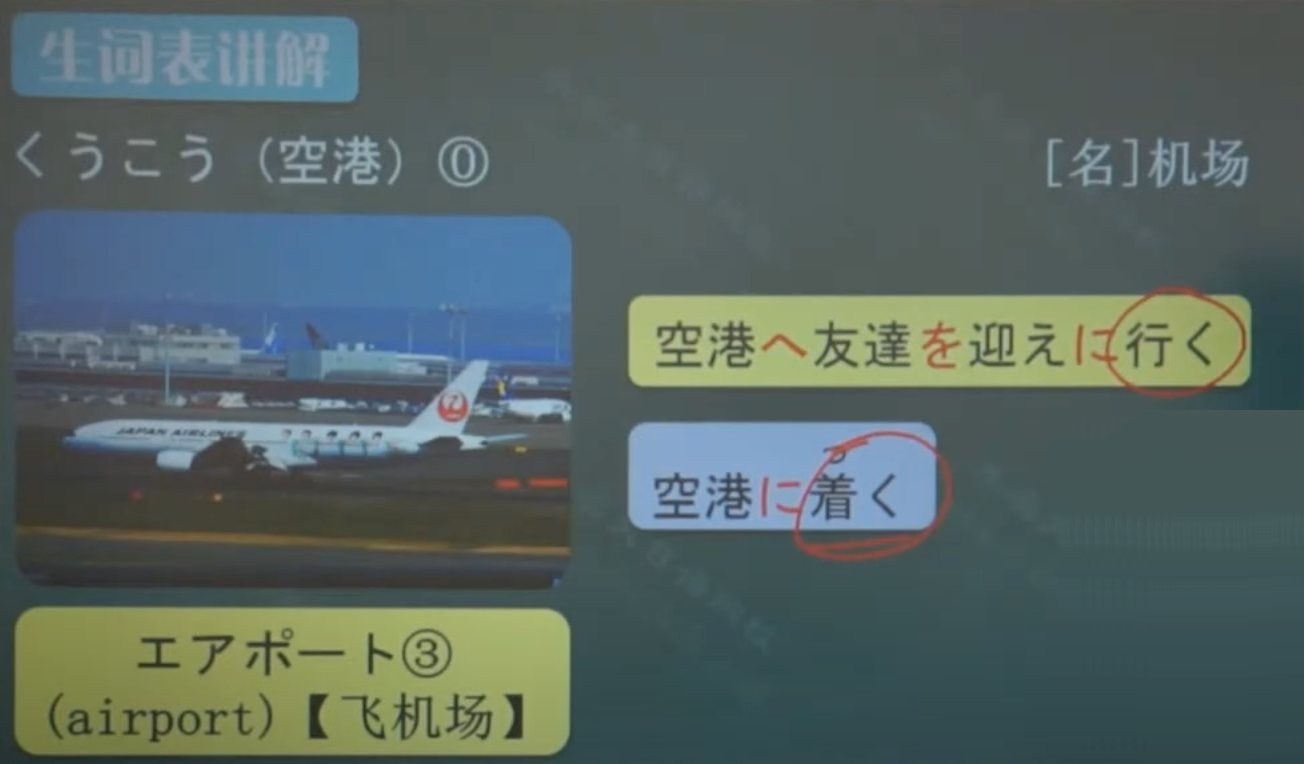 生词表讲解
くうこう（空港）⓪
[名]机场
JAPAN AIRLINES
空港へ友達を迎えに行く
つ
空港に着く
エアポート③
(airport)【飞机场】